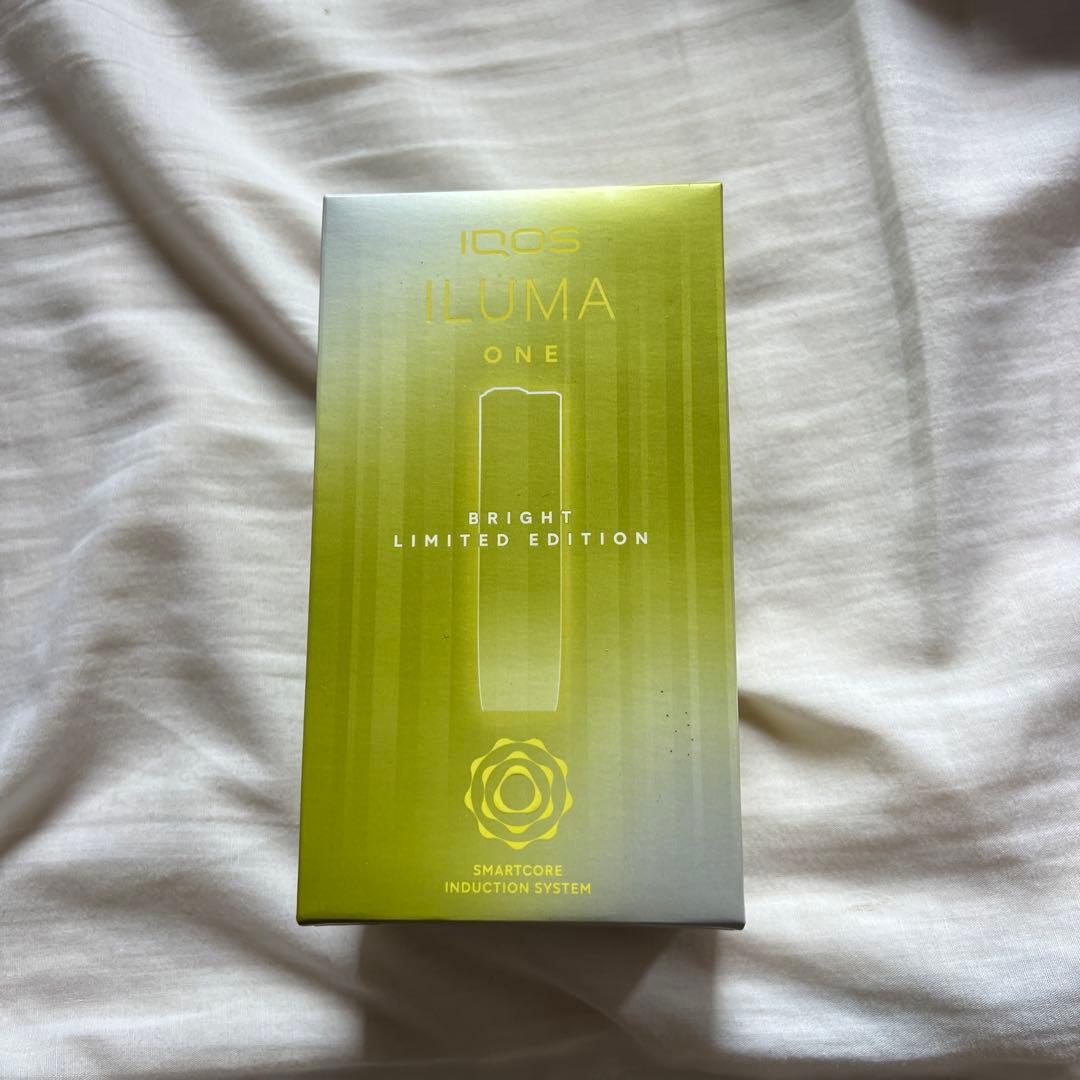 IQOS
ILUMA
ONE
BRIGHT
LIMITED EDITION
SMARTCORE
INDUCTION SYSTEM